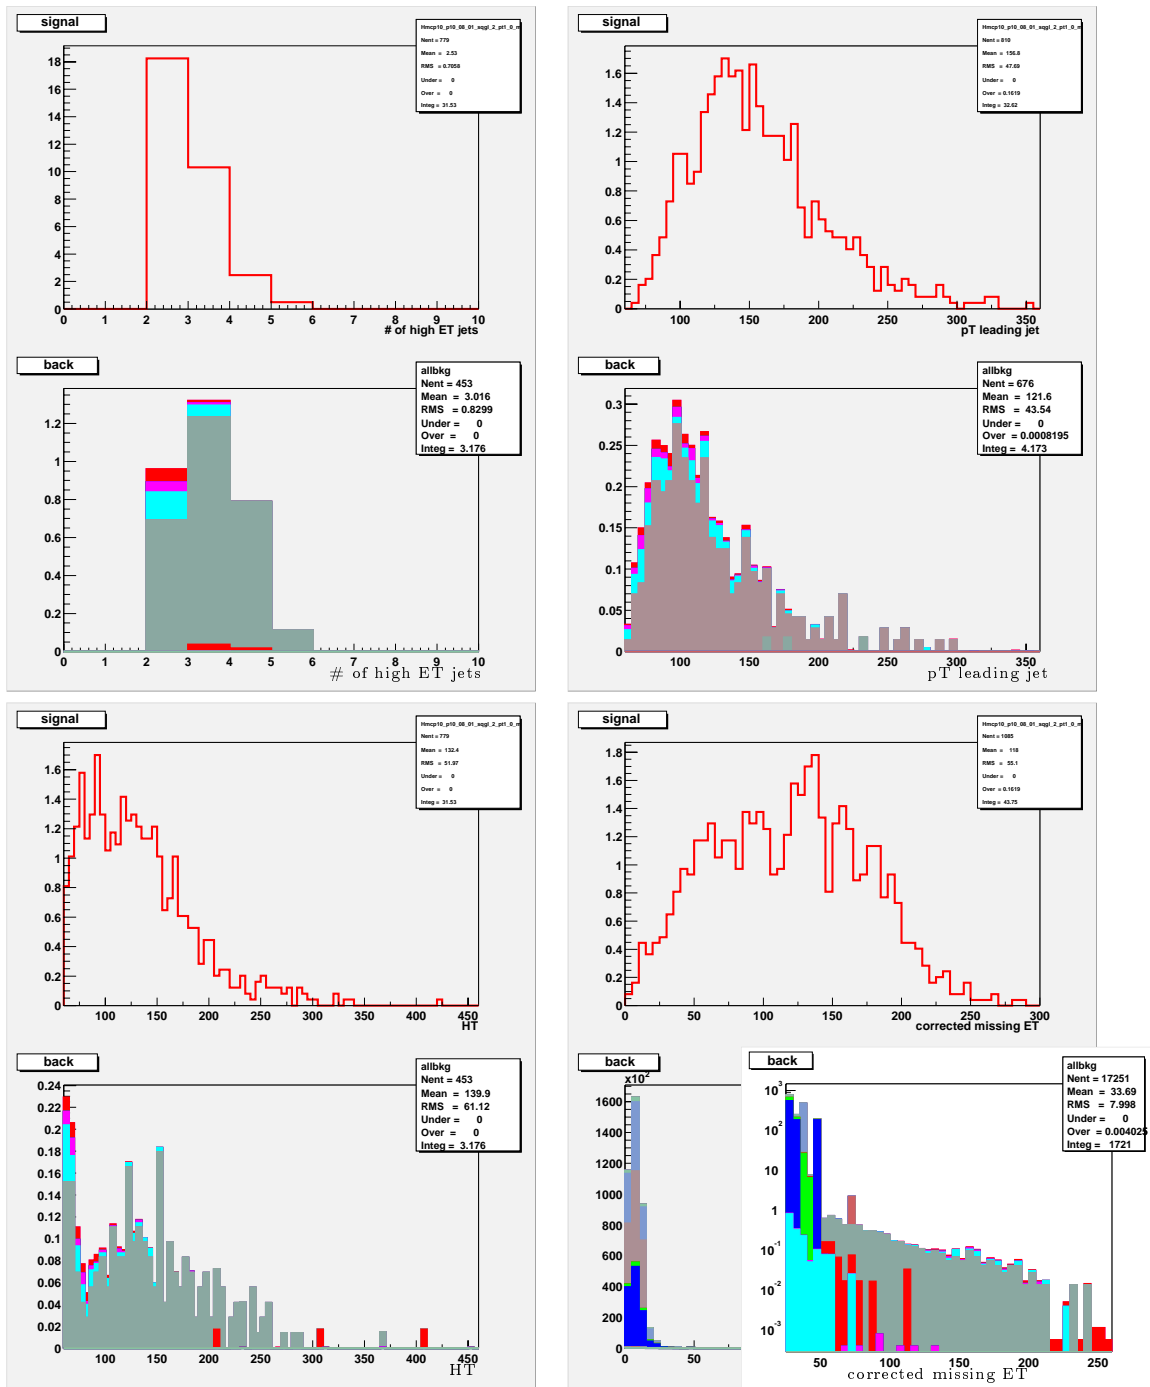 signal
Hmcp10_p10_08_01_sqgl_2_pt1_0_m
Nent = 779
Mean = 2.53
RMS = 0.7058
Under = 0
Over = 0
Integ = 31.53
18
16
14
12
10
8
6
4
2
0
0 1 2 3 4 5 6 7 8 9 10
# of high ET jets
signal
Hmcp10_p10_08_01_sqgl_2_pt1_0_m
Nent = 810
Mean = 156.8
RMS = 47.69
Under = 0
Over = 0.1619
Integ = 32.62
1.6
1.4
1.2
1
0.8
0.6
0.4
0.2
0
100 150 200 250 300 350
pT leading jet
back
allbkg
Nent = 453
Mean = 3.016
RMS = 0.8299
Under = 0
Over = 0
Integ = 3.176
1.2
1
0.8
0.6
0.4
0.2
0
0 1 2 3 4 5 6 7 8 9 10
# of high ET jets
back
allbkg
Nent = 676
Mean = 121.6
RMS = 43.54
Under = 0
Over = 0.0008195
Integ = 4.173
0.3
0.25
0.2
0.15
0.1
0.05
0
100 150 200 250 300 350
pT leading jet
signal
Hmcp10_p10_08_01_sqgl_2_pt1_0_m
Nent = 779
Mean = 132.4
RMS = 51.97
Under = 0
Over = 0
Integ = 31.53
1.6
1.4
1.2
1
0.8
0.6
0.4
0.2
0
100 150 200 250 300 350 400 450
HT
signal
Hmcp10_p10_08_01_sqgl_2_pt1_0_m
Nent = 1085
Mean = 118
RMS = 55.1
Under = 0
Over = 0.1619
Integ = 43.75
1.8
1.6
1.4
1.2
1
0.8
0.6
0.4
0.2
0
0 50 100 150 200 250 300
corrected missing ET
back
allbkg
Nent = 453
Mean = 139.9
RMS = 61.12
Under = 0
Over = 0
Integ = 3.176
0.24
0.22
0.2
0.18
0.16
0.14
0.12
0.1
0.08
0.06
0.04
0.02
0
100 150 200 250 300 350 400 450
HT
back
x10²
1600
1400
1200
1000
800
600
400
200
0
0 50
back
allbkg
Nent = 17251
Mean = 33.69
RMS = 7.998
Under = 0
Over = 0.004025
Integ = 1721
10³
10²
10
1
10⁻¹
10⁻²
10⁻³
50 100 150 200 250
corrected missing ET